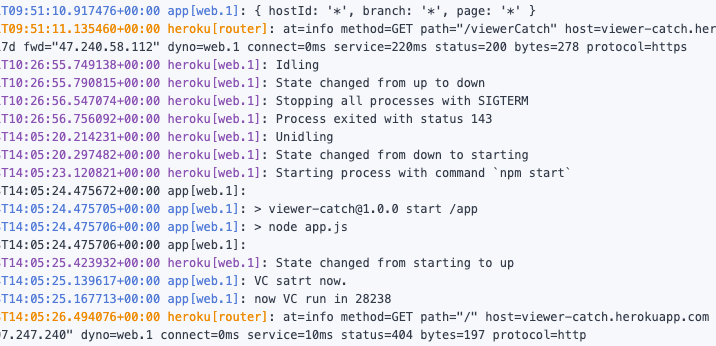 T09:51:10.917476+00:00 app[web.1]: { hostId: '*', branch: '*', page: '*' }
T09:51:11.135460+00:00 heroku[router]: at=info method=GET path="/viewerCatch" host=viewer-catch.her
7d fwd="47.240.58.112" dyno=web.1 connect=0ms service=220ms status=200 bytes=278 protocol=https
T10:26:55.749138+00:00 heroku[web.1]: Idling
T10:26:55.790815+00:00 heroku[web.1]: State changed from up to down
T10:26:56.547074+00:00 heroku[web.1]: Stopping all processes with SIGTERM
T10:26:56.756092+00:00 heroku[web.1]: Process exited with status 143
T14:05:20.214231+00:00 heroku[web.1]: Unidling
T14:05:20.297482+00:00 heroku[web.1]: State changed from down to starting
T14:05:23.120821+00:00 heroku[web.1]: Starting process with command `npm start`
T14:05:24.475672+00:00 app[web.1]:
T14:05:24.475705+00:00 app[web.1]: > viewer-catch@1.0.0 start /app
T14:05:24.475706+00:00 app[web.1]: > node app.js
T14:05:24.475706+00:00 app[web.1]:
T14:05:25.423932+00:00 heroku[web.1]: State changed from starting to up
T14:05:25.139617+00:00 app[web.1]: VC satrt now.
T14:05:25.167713+00:00 app[web.1]: now VC run in 28238
T14:05:26.494076+00:00 heroku[router]: at=info method=GET path="/" host=viewer-catch.herokuapp.com
7.247.240" dyno=web.1 connect=0ms service=10ms status=404 bytes=197 protocol=http